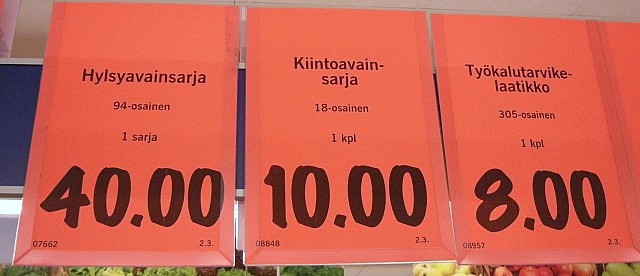 Hylsyavainsarja
94-osainen
1 sarja
40.00
07662 2.3.
Kiintoavain-
sarja
18-osainen
1 kpl
10.00
08848 2.3.
Työkalutarvike-
laatikko
305-osainen
1 kpl
8.00
08957 2.3.